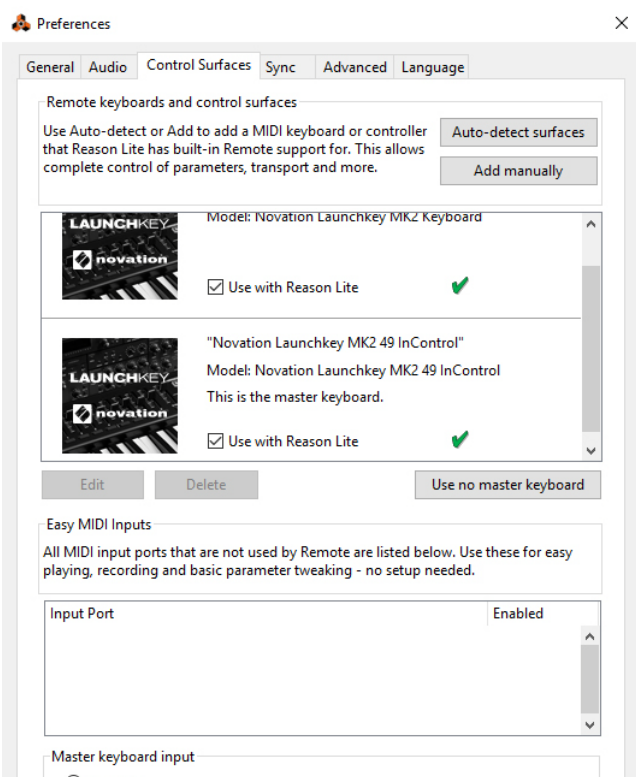 Preferences
General Audio Control Surfaces Sync Advanced Language
Remote keyboards and control surfaces
Use Auto-detect or Add to add a MIDI keyboard or controller
that Reason Lite has built-in Remote support for. This allows
complete control of parameters, transport and more.
Auto-detect surfaces
Add manually
LAUNCHKEY
novation
Model: Novation Launchkey MK2 Keyboard
Use with Reason Lite
LAUNCHKEY
novation
"Novation Launchkey MK2 49 InControl"
Model: Novation Launchkey MK2 49 InControl
This is the master keyboard.
Use with Reason Lite
Edit Delete Use no master keyboard
Easy MIDI Inputs
All MIDI input ports that are not used by Remote are listed below. Use these for easy
playing, recording and basic parameter tweaking - no setup needed.
Input Port Enabled
Master keyboard input